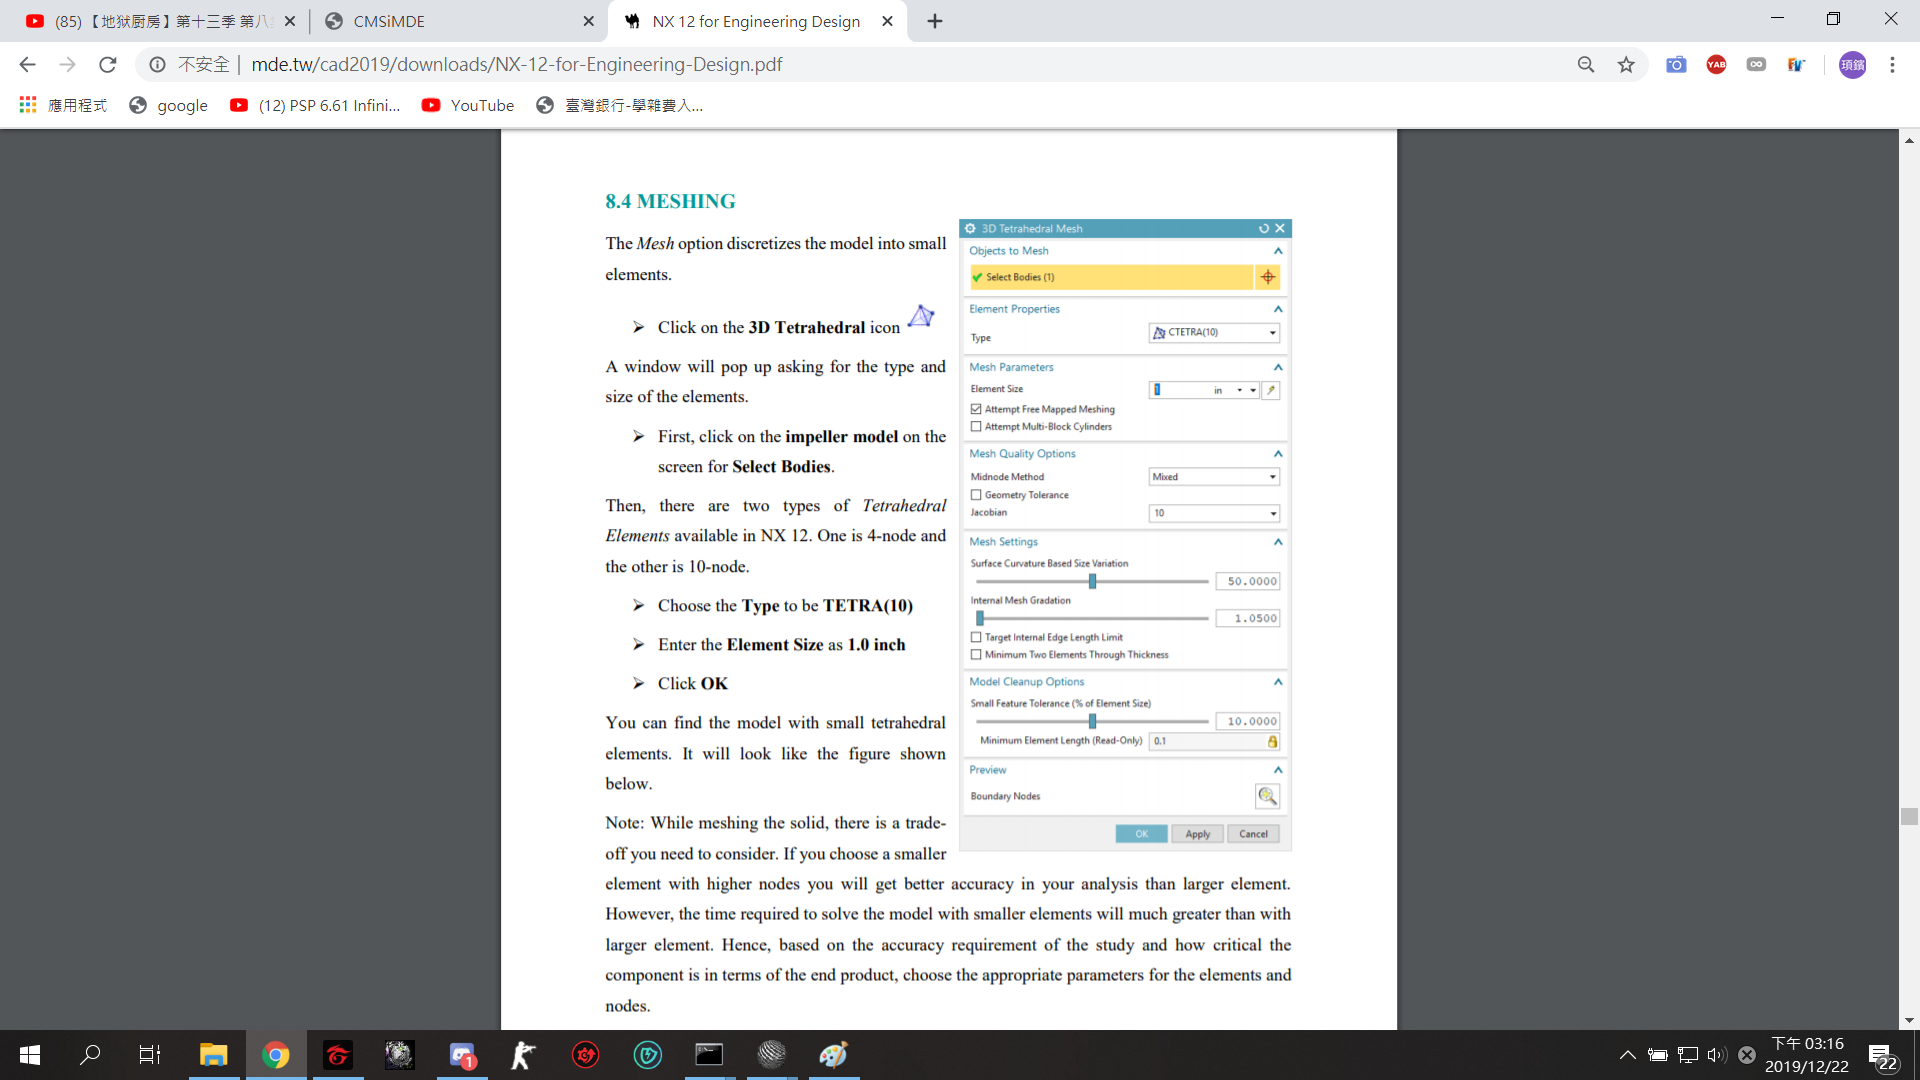 (85)【地狱厨房】第十三季 第八
CMSiMDE
NX 12 for Engineering Design
不安全 | mde.tw/cad2019/downloads/NX-12-for-Engineering-Design.pdf
YAB
頊鑌
應用程式
google
(12) PSP 6.61 Infini...
YouTube
臺灣銀行-學雜費入...
8.4 MESHING
The Mesh option discretizes the model into small
elements.
➢ Click on the 3D Tetrahedral icon
A window will pop up asking for the type and
size of the elements.
➢ First, click on the impeller model on the
screen for Select Bodies.
Then, there are two types of Tetrahedral
Elements available in NX 12. One is 4-node and
the other is 10-node.
➢ Choose the Type to be TETRA(10)
➢ Enter the Element Size as 1.0 inch
➢ Click OK
You can find the model with small tetrahedral
elements. It will look like the figure shown
below.
Note: While meshing the solid, there is a trade-
off you need to consider. If you choose a smaller
element with higher nodes you will get better accuracy in your analysis than larger element.
However, the time required to solve the model with smaller elements will much greater than with
larger element. Hence, based on the accuracy requirement of the study and how critical the
component is in terms of the end product, choose the appropriate parameters for the elements and
nodes.
3D Tetrahedral Mesh
Objects to Mesh
Select Bodies (1)
Element Properties
Type
CTETRA(10)
Mesh Parameters
Element Size
1 in
Attempt Free Mapped Meshing
Attempt Multi-Block Cylinders
Mesh Quality Options
Midnode Method
Mixed
Geometry Tolerance
Jacobian
10
Mesh Settings
Surface Curvature Based Size Variation
50.0000
Internal Mesh Gradation
1.0500
Target Internal Edge Length Limit
Minimum Two Elements Through Thickness
Model Cleanup Options
Small Feature Tolerance (% of Element Size)
10.0000
Minimum Element Length (Read-Only)
0.1
Preview
Boundary Nodes
OK
Apply
Cancel
1
下午 03:16
2019/12/22
22